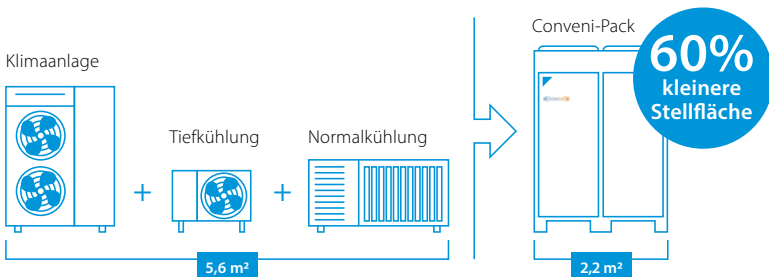 Conveni-Pack
60%
kleinere
Stellfläche
Klimaanlage
Tiefkühlung
Normalkühlung
+
+
5,6 m²
2,2 m²